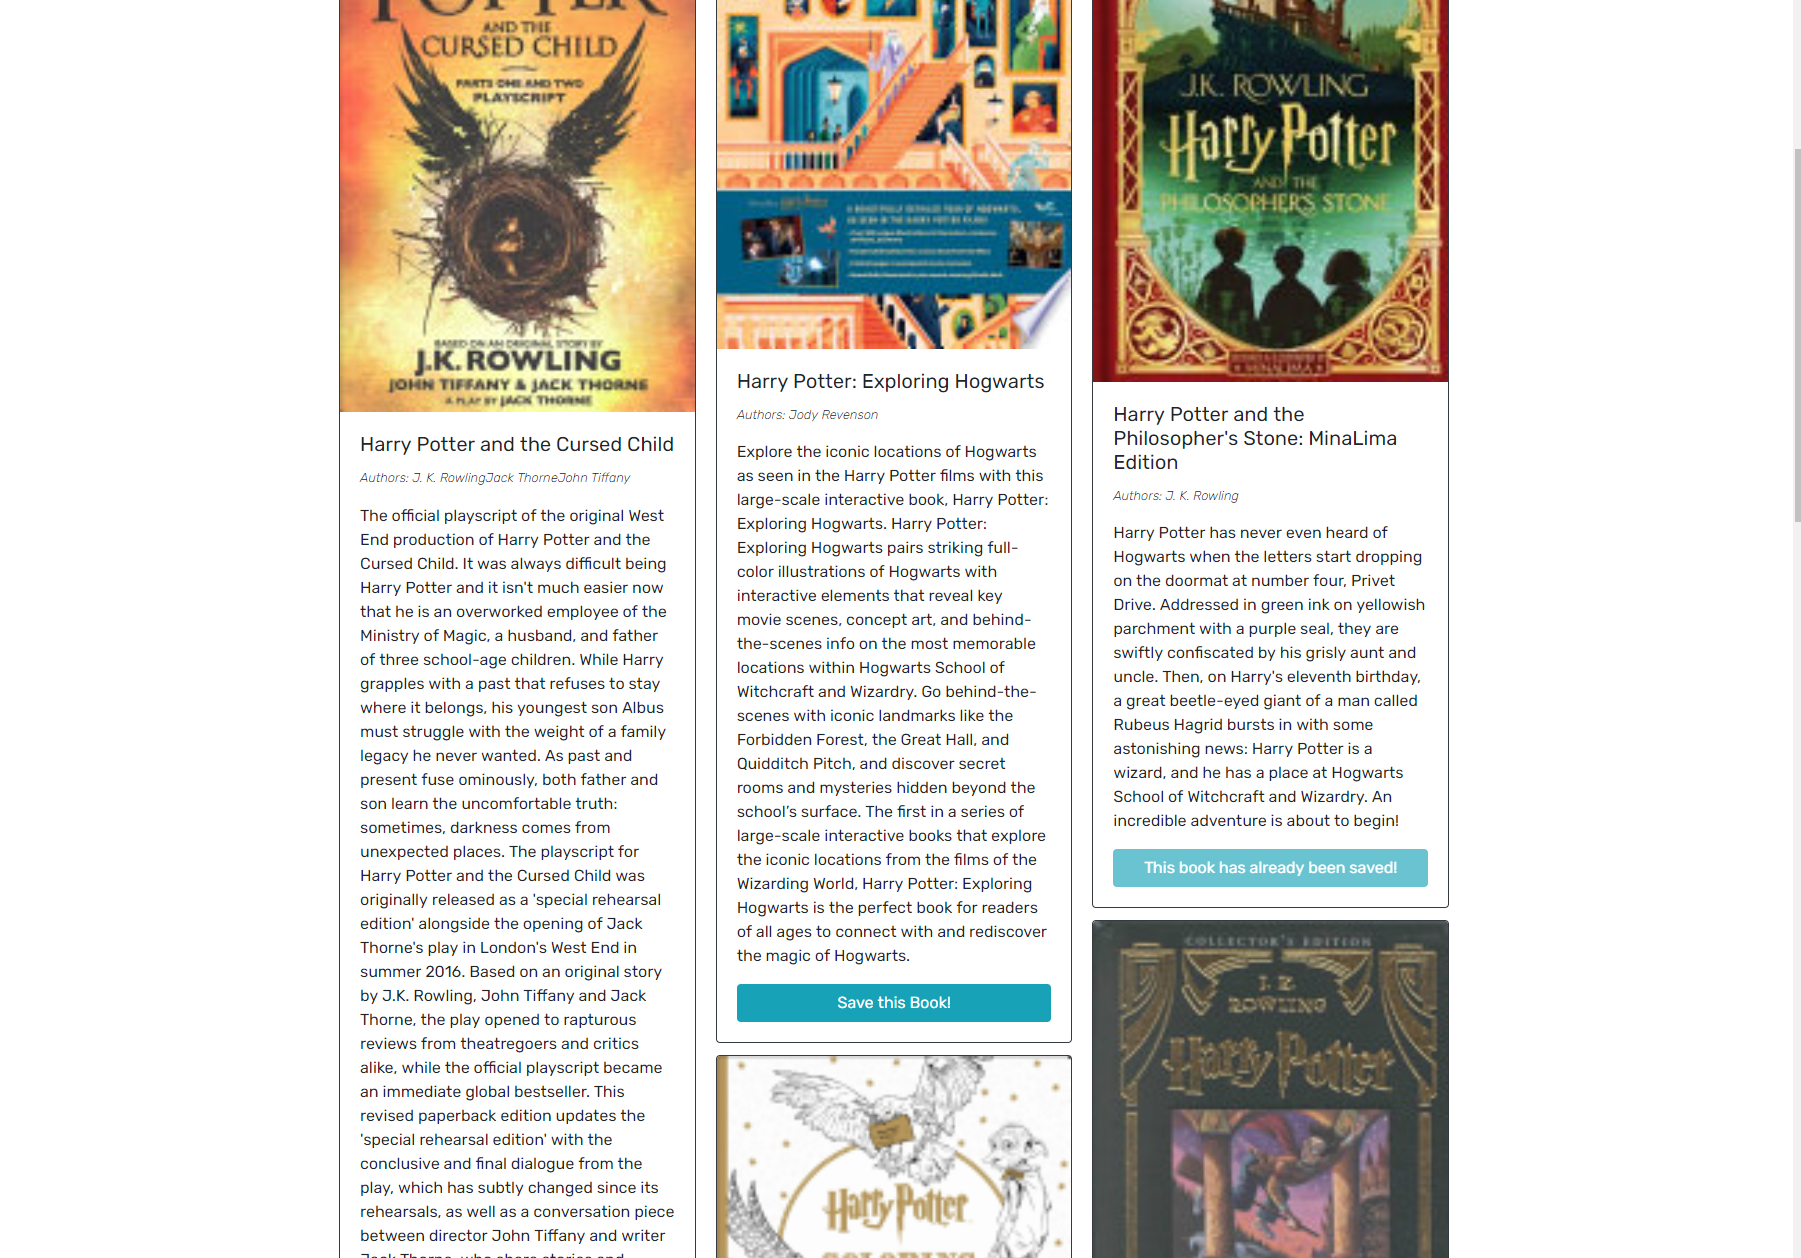 AND THE
CURSED CHILD
PARTS ONE AND TWO
PLAYSCRIPT
BASED ON AN ORIGINAL STORY BY
J.K. ROWLING
JOHN TIFFANY & JACK THORNE
A PLAY BY JACK THORNE
Harry Potter and the Cursed Child
Authors: J. K. RowlingJack ThorneJohn Tiffany
The official playscript of the original West
End production of Harry Potter and the
Cursed Child. It was always difficult being
Harry Potter and it isn't much easier now
that he is an overworked employee of the
Ministry of Magic, a husband, and father
of three school-age children. While Harry
grapples with a past that refuses to stay
where it belongs, his youngest son Albus
must struggle with the weight of a family
legacy he never wanted. As past and
present fuse ominously, both father and
son learn the uncomfortable truth:
sometimes, darkness comes from
unexpected places. The playscript for
Harry Potter and the Cursed Child was
originally released as a 'special rehearsal
edition' alongside the opening of Jack
Thorne's play in London's West End in
summer 2016. Based on an original story
by J.K. Rowling, John Tiffany and Jack
Thorne, the play opened to rapturous
reviews from theatregoers and critics
alike, while the official playscript became
an immediate global bestseller. This
revised paperback edition updates the
'special rehearsal edition' with the
conclusive and final dialogue from the
play, which has subtly changed since its
rehearsals, as well as a conversation piece
between director John Tiffany and writer
Harry Potter: Exploring Hogwarts
Authors: Jody Revenson
Explore the iconic locations of Hogwarts
as seen in the Harry Potter films with this
large-scale interactive book, Harry Potter:
Exploring Hogwarts. Harry Potter:
Exploring Hogwarts pairs striking full-
color illustrations of Hogwarts with
interactive elements that reveal key
movie scenes, concept art, and behind-
the-scenes info on the most memorable
locations within Hogwarts School of
Witchcraft and Wizardry. Go behind-the-
scenes with iconic landmarks like the
Forbidden Forest, the Great Hall, and
Quidditch Pitch, and discover secret
rooms and mysteries hidden beyond the
school’s surface. The first in a series of
large-scale interactive books that explore
the iconic locations from the films of the
Wizarding World, Harry Potter: Exploring
Hogwarts is the perfect book for readers
of all ages to connect with and rediscover
the magic of Hogwarts.
Save this Book!
Harry Potter
J.K. ROWLING
Harry Potter
AND THE
PHILOSOPHER'S STONE
MINALIMA
Harry Potter and the
Philosopher's Stone: MinaLima
Edition
Authors: J. K. Rowling
Harry Potter has never even heard of
Hogwarts when the letters start dropping
on the doormat at number four, Privet
Drive. Addressed in green ink on yellowish
parchment with a purple seal, they are
swiftly confiscated by his grisly aunt and
uncle. Then, on Harry's eleventh birthday,
a great beetle-eyed giant of a man called
Rubeus Hagrid bursts in with some
astonishing news: Harry Potter is a
wizard, and he has a place at Hogwarts
School of Witchcraft and Wizardry. An
incredible adventure is about to begin!
This book has already been saved!
COLLECTOR'S EDITION
J. K.
ROWLING
Harry Potter